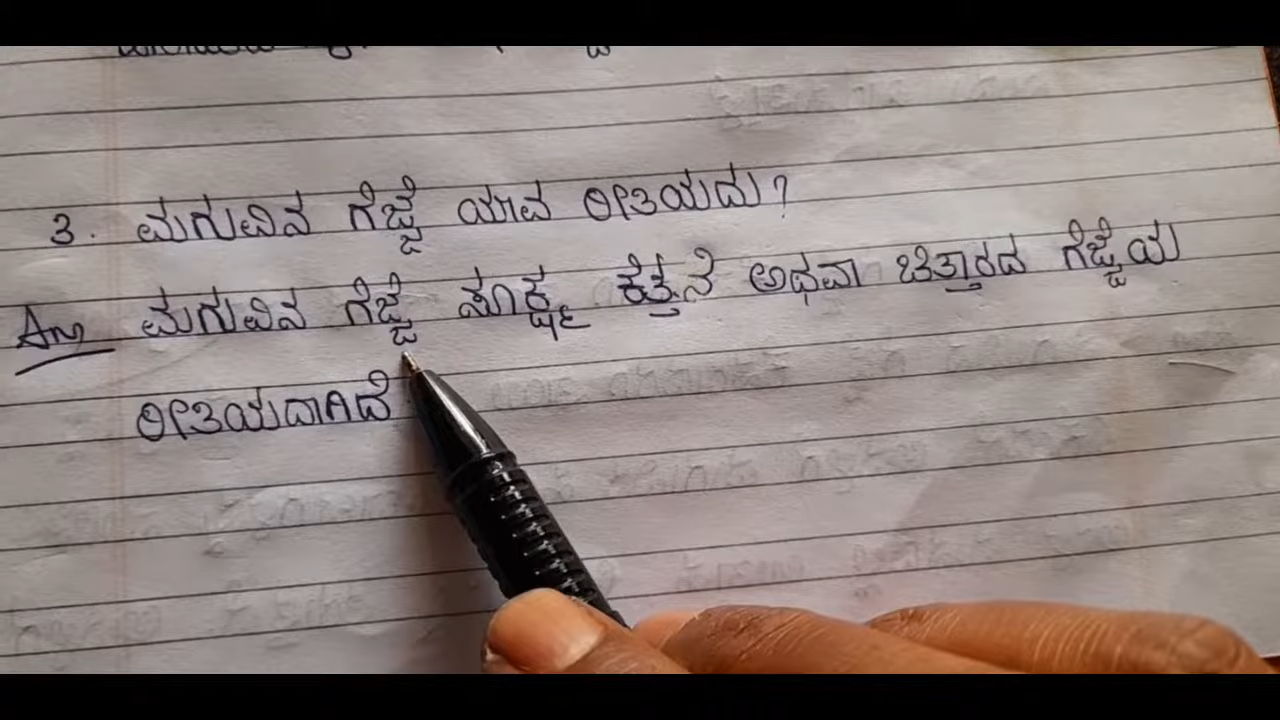 3. ಮಗುವಿನ ಗೆಜ್ಜೆ ಯಾವ ರೀತಿಯದು?
Ans ಮಗುವಿನ ಗೆಜ್ಜೆ ಸೂಕ್ಷ್ಮ ಕೆತ್ತನೆ ಅಥವಾ ಚಿತ್ತಾರದ ಗೆಜ್ಜೆಯ
ರೀತಿಯದಾಗಿದೆ